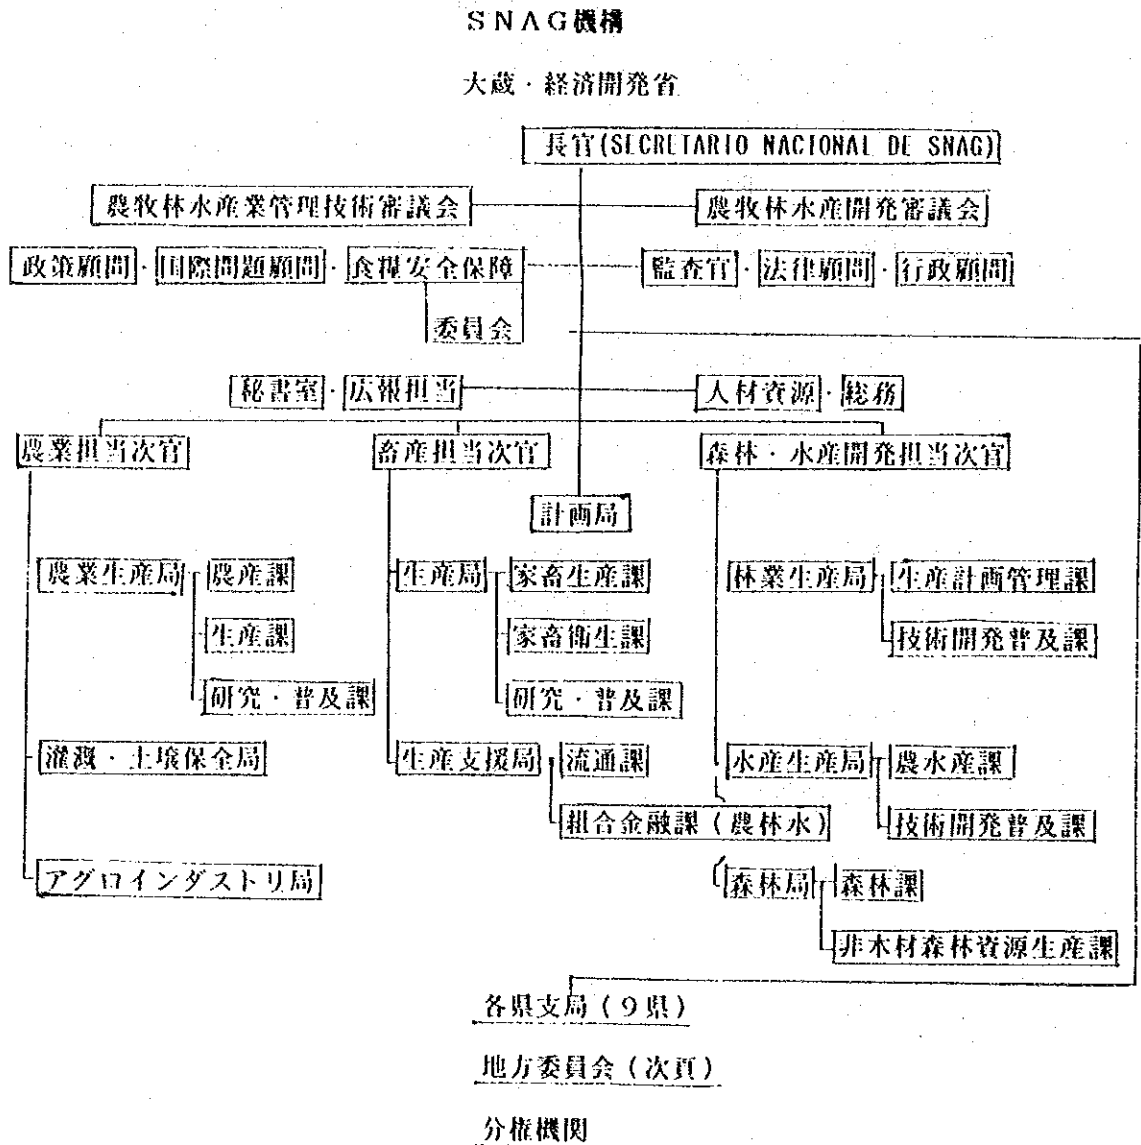 SNAG機構
大蔵・経済開発省
長官(SECRETARIO NACIONAL DE SNAG)
農牧林水産業管理技術審議会 農牧林水産開発審議会
政策顧問・国際問題顧問・食糧安全保障 監査官・法律顧問・行政顧問
委員会
秘書室・広報担当 人材資源・総務
農業担当次官 畜産担当次官 森林・水産開発担当次官
計画局
農業生産局 農産課 生産局 家畜生産課 林業生産局 生産計画管理課
生産課 家畜衛生課 技術開発普及課
研究・普及課 研究・普及課
灌漑・土壌保全局 生産支援局 流通課 水産生産局 農水産課
組合金融課(農林水) 技術開発普及課
アグロインダストリ局 森林局 森林課
非木材森林資源生産課
各県支局(9県)
地方委員会(次頁)
分権機関